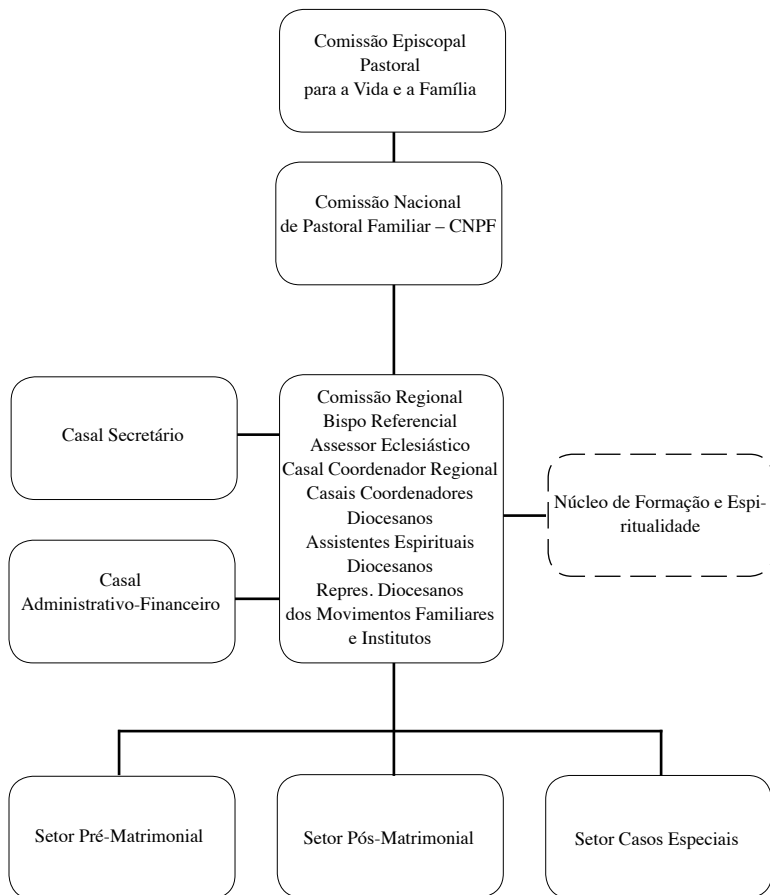 Comissão Episcopal
Pastoral
para a Vida e a Família
Comissão Nacional
de Pastoral Familiar – CNPF
Casal Secretário
Casal
Administrativo-Financeiro
Comissão Regional
Bispo Referencial
Assessor Eclesiástico
Casal Coordenador Regional
Casais Coordenadores
Diocesanos
Assistentes Espirituais
Diocesanos
Repres. Diocesanos
dos Movimentos Familiares
e Institutos
Núcleo de Formação e Espi-
ritualidade
Setor Pré-Matrimonial
Setor Pós-Matrimonial
Setor Casos Especiais